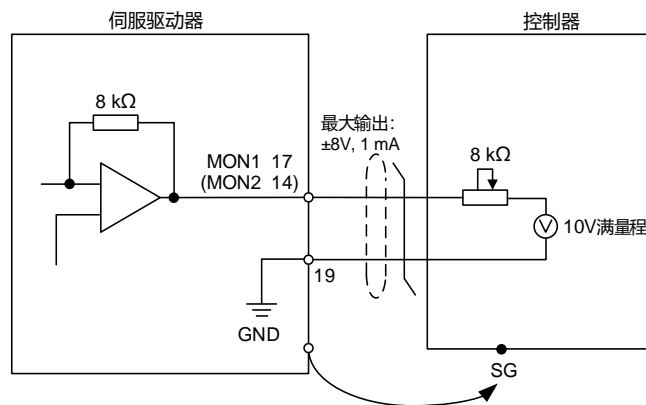 伺服驱动器
控制器
8 kΩ
最大输出：
±8V, 1 mA
MON1 17
(MON2 14)
8 kΩ
10V满量程
19
GND
SG